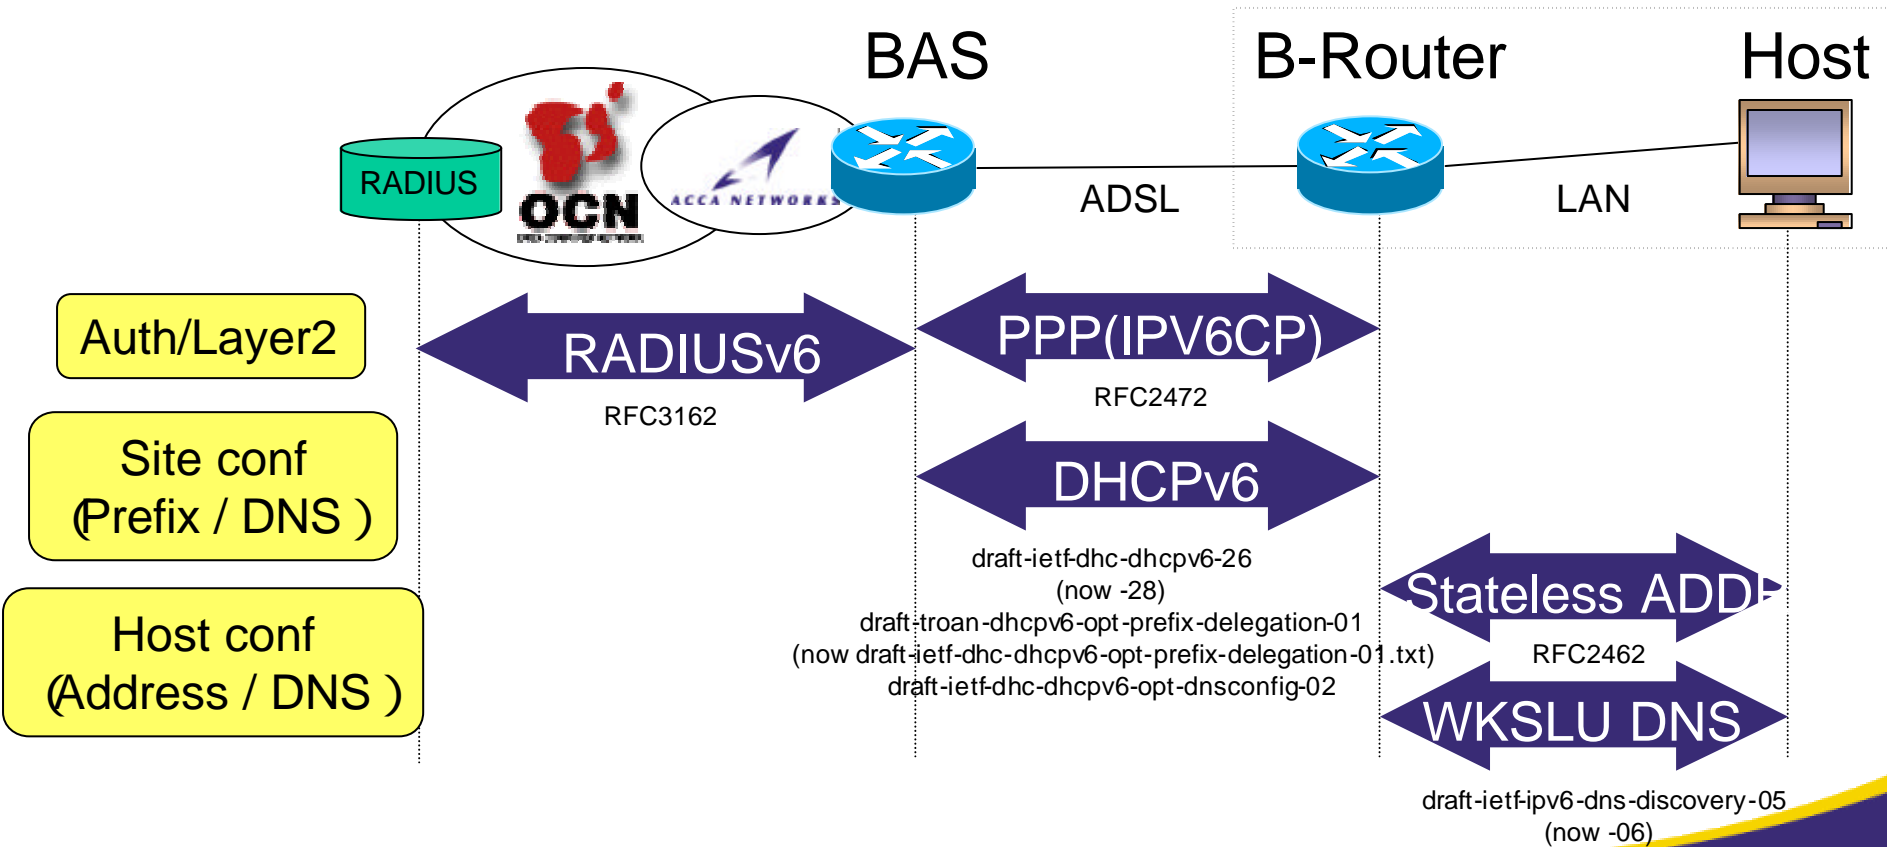 BAS
B-Router
Host
RADIUS
OCN
ACCA NETWORKS
ADSL
LAN
Auth/Layer2
RADIUSv6
PPP(IPV6CP)
RFC3162
RFC2472
Site conf
(Prefix / DNS )
DHCPv6
draft-ietf-dhc-dhcpv6-26
(now -28)
draft-troan-dhcpv6-opt-prefix-delegation-01
(now draft-ietf-dhc-dhcpv6-opt-prefix-delegation-01.txt)
draft-ietf-dhc-dhcpv6-opt-dnsconfig-02
Host conf
(Address / DNS )
Stateless ADDR
RFC2462
WKSLU DNS
draft-ietf-ipv6-dns-discovery-05
(now -06)